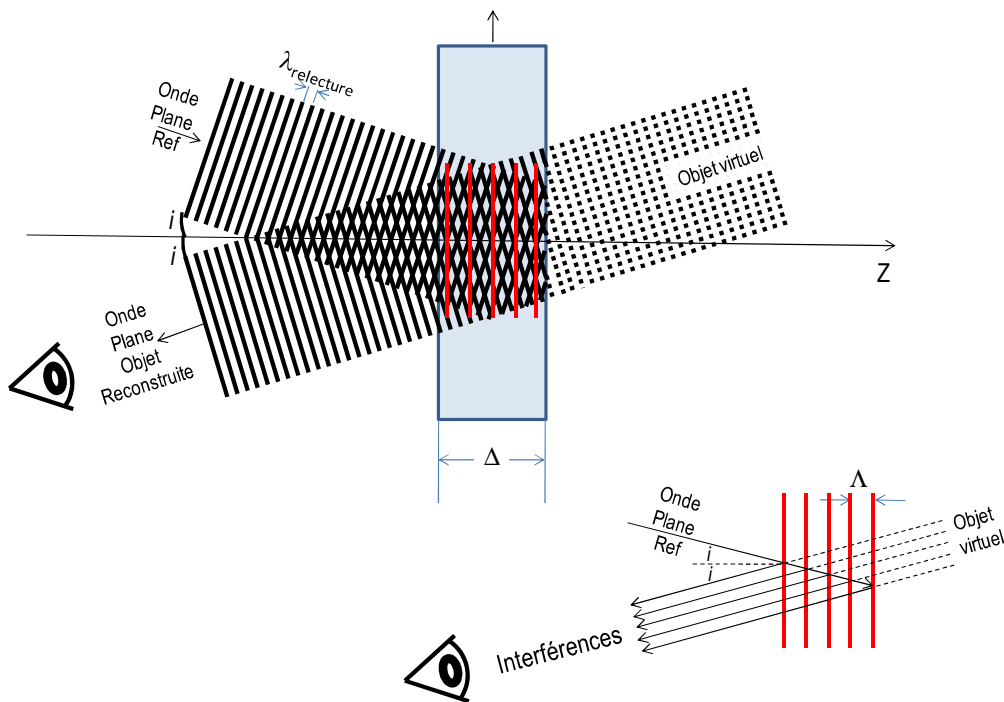 λrelecture
Onde
Plane
Ref
Objet virtuel
i
i
Z
Onde
Plane
Objet
Reconstruite
Δ
Λ
Onde
Plane
Ref
i
i
Objet
virtuel
Interférences